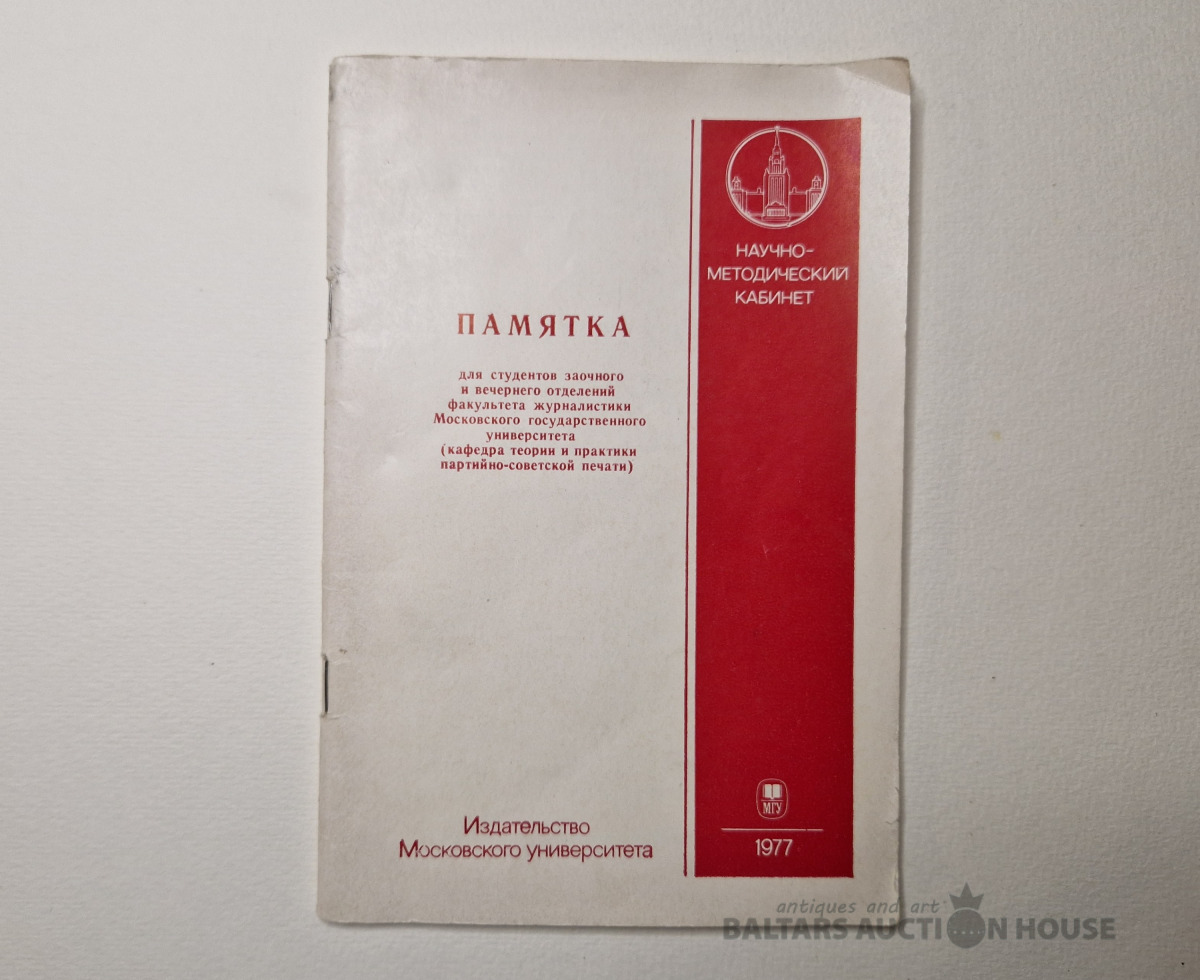 НАУЧНО-
МЕТОДИЧЕСКИЙ
КАБИНЕТ
ПАМЯТКА
для студентов заочного
и вечернего отделений
факультета журналистики
Московского государственного
университета
(кафедра теории и практики
партийно-советской печати)
Издательство
Московского университета
МГУ
1977
antiques and art
BALTARS AUCTION HOUSE